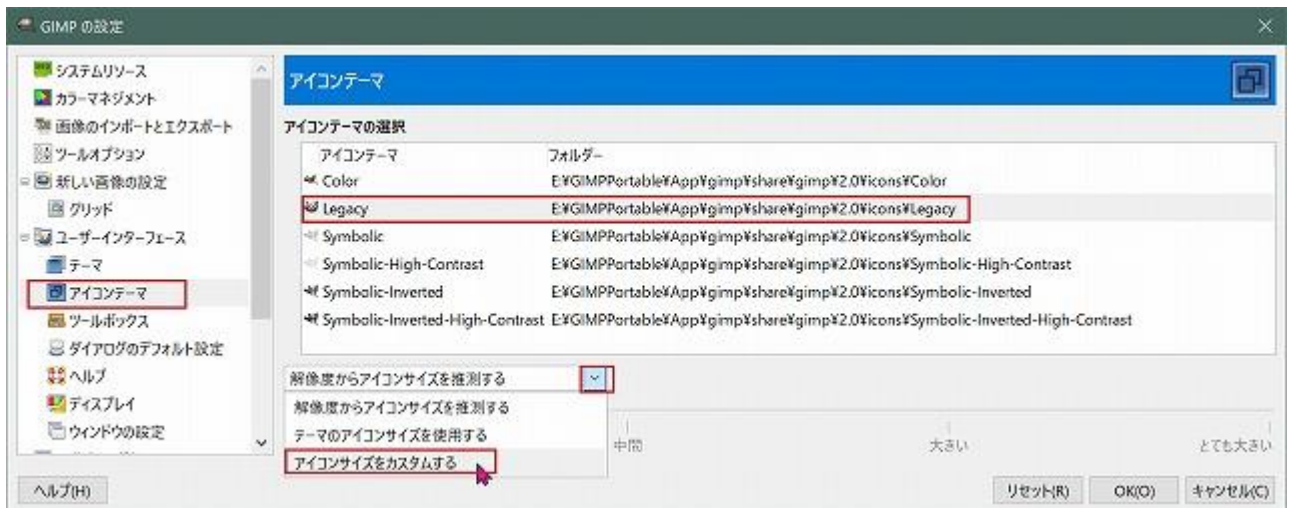 GIMP の設定
システムリソース
カラーマネジメント
画像のインポートとエクスポート
ツールオプション
新しい画像の設定
グリッド
ユーザーインターフェース
テーマ
アイコンテーマ
ツールボックス
ダイアログのデフォルト設定
ヘルプ
ディスプレイ
ウィンドウの設定
アイコンテーマ
アイコンテーマの選択
アイコンテーマ フォルダー
Color E:¥GIMPPortable¥App¥gimp¥share¥gimp¥2.0¥icons¥Color
Legacy E:¥GIMPPortable¥App¥gimp¥share¥gimp¥2.0¥icons¥Legacy
Symbolic E:¥GIMPPortable¥App¥gimp¥share¥gimp¥2.0¥icons¥Symbolic
Symbolic-High-Contrast E:¥GIMPPortable¥App¥gimp¥share¥gimp¥2.0¥icons¥Symbolic-High-Contrast
Symbolic-Inverted E:¥GIMPPortable¥App¥gimp¥share¥gimp¥2.0¥icons¥Symbolic-Inverted
Symbolic-Inverted-High-Contrast E:¥GIMPPortable¥App¥gimp¥share¥gimp¥2.0¥icons¥Symbolic-Inverted-High-Contrast
解像度からアイコンサイズを推測する
解像度からアイコンサイズを推測する
テーマのアイコンサイズを使用する
アイコンサイズをカスタムする
中間 大きい とても大きい
ヘルプ(H) リセット(R) OK(O) キャンセル(C)